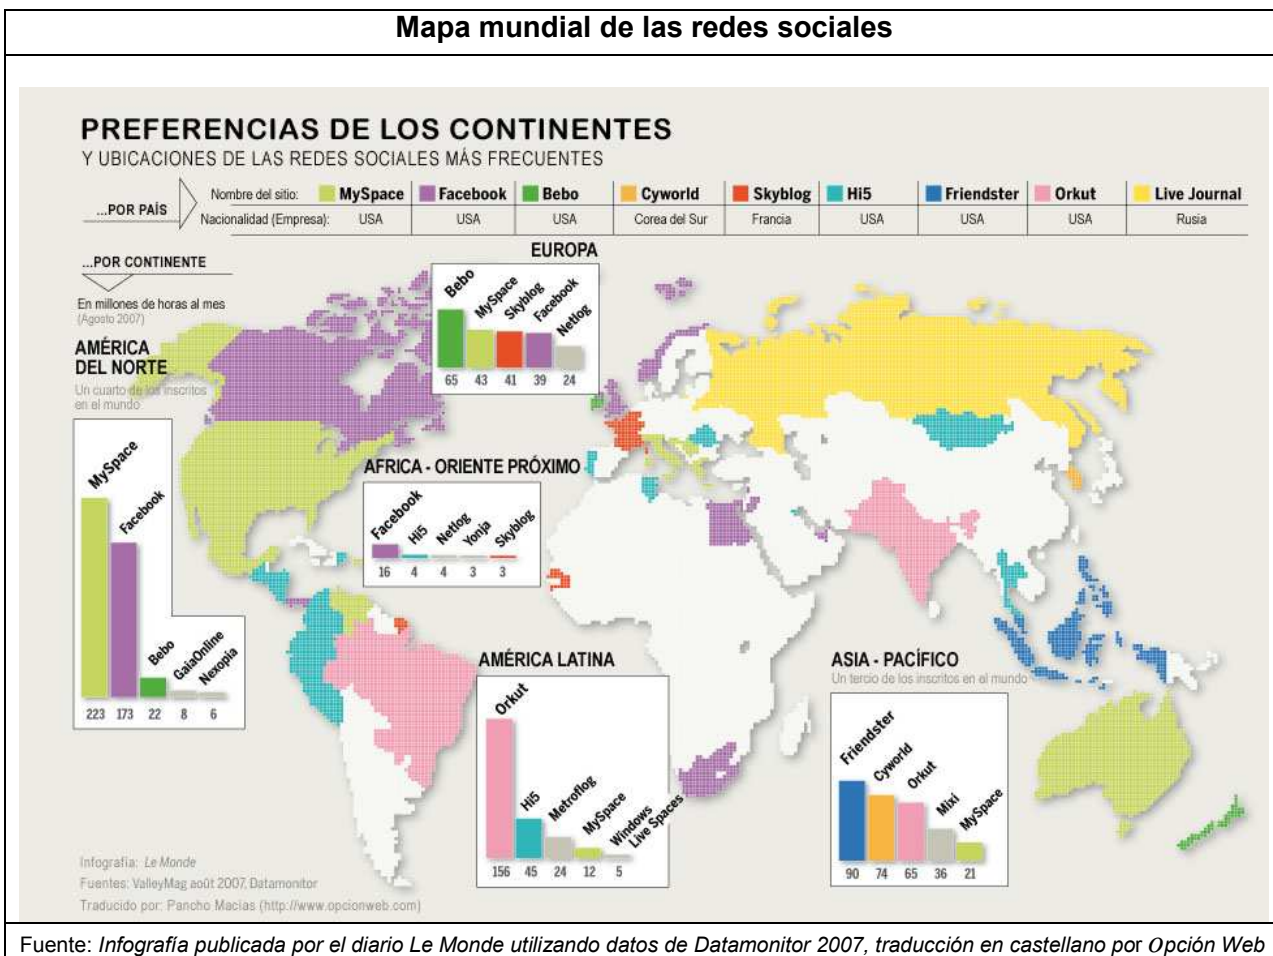 Mapa mundial de las redes sociales
PREFERENCIAS DE LOS CONTINENTES
Y UBICACIONES DE LAS REDES SOCIALES MÁS FRECUENTES
...POR PAÍS
Nombre del sitio: MySpace Facebook Bebo Cyworld Skyblog Hi5 Friendster Orkut Live Journal
Nacionalidad (Empresa): USA USA USA Corea del Sur Francia USA USA USA Rusia
...POR CONTINENTE
En millones de horas al mes
(Agosto 2007)
AMÉRICA
DEL NORTE
Un cuarto de los inscritos
en el mundo
MySpace
Facebook
Bebo
GaiaOnline
Nexopia
223 173 22 8 6
EUROPA
Bebo
MySpace
Skyblog
Facebook
Netlog
65 43 41 39 24
AFRICA - ORIENTE PRÓXIMO
Facebook
Hi5
Netlog
Yonja
Skyblog
16 4 4 3 3
AMÉRICA LATINA
Orkut
Hi5
Metroflog
MySpace
Windows
Live Spaces
156 45 24 12 5
ASIA - PACÍFICO
Un tercio de los inscritos en el mundo
Friendster
Cyworld
Orkut
Mixi
MySpace
90 74 65 36 21
Infografía: Le Monde
Fuentes: ValleyMag août 2007, Datamonitor
Traducido por: Pancho Macías (http://www.opcionweb.com)
Fuente: Infografía publicada por el diario Le Monde utilizando datos de Datamonitor 2007, traducción en castellano por Opción Web